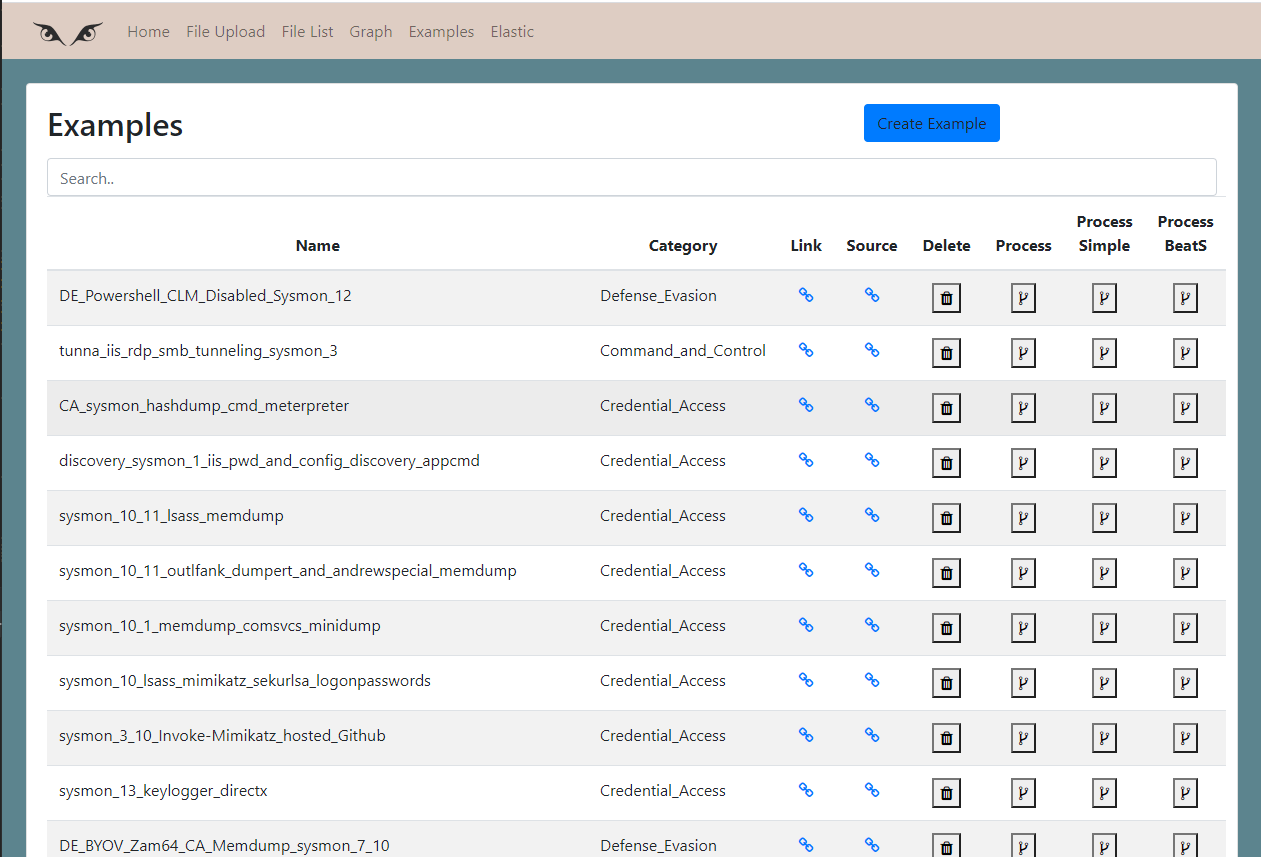 Home File Upload File List Graph Examples Elastic
Examples
Create Example
Search..
Name Category Link Source Delete Process Process Simple Process BeatS
DE_Powershell_CLM_Disabled_Sysmon_12 Defense_Evasion
tunna_iis_rdp_smb_tunneling_sysmon_3 Command_and_Control
CA_sysmon_hashdump_cmd_meterpreter Credential_Access
discovery_sysmon_1_iis_pwd_and_config_discovery_appcmd Credential_Access
sysmon_10_11_lsass_memdump Credential_Access
sysmon_10_11_outlfank_dumpert_and_andrewspecial_memdump Credential_Access
sysmon_10_1_memdump_comsvcs_minidump Credential_Access
sysmon_10_lsass_mimikatz_sekurlsa_logonpasswords Credential_Access
sysmon_3_10_Invoke-Mimikatz_hosted_Github Credential_Access
sysmon_13_keylogger_directx Credential_Access
DE_BYOV_Zam64_CA_Memdump_sysmon_7_10 Defense_Evasion